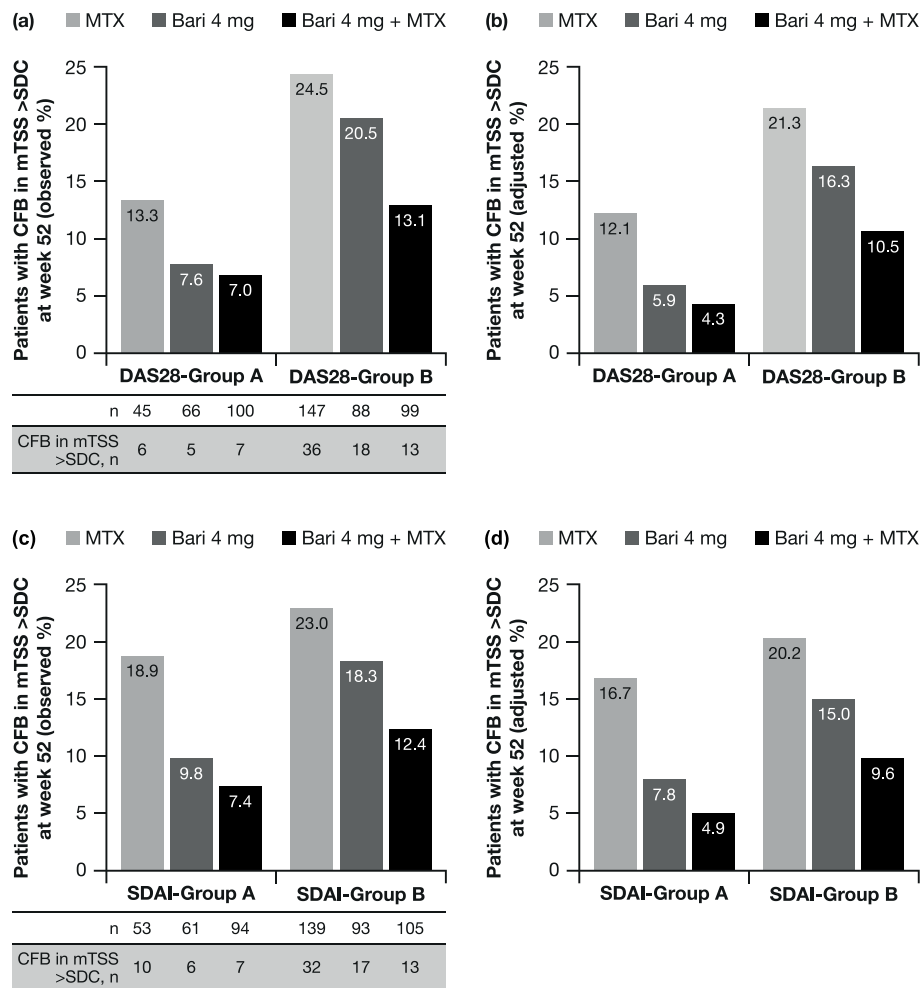 (a) MTX Bari 4 mg Bari 4 mg + MTX
Patients with CFB in mTSS >SDC
at week 52 (observed %)
25
20
15
10
5
0
13.3
7.6
7.0
24.5
20.5
13.1
DAS28-Group A DAS28-Group B
n 45 66 100 147 88 99
CFB in mTSS
>SDC, n 6 5 7 36 18 13
(b) MTX Bari 4 mg Bari 4 mg + MTX
Patients with CFB in mTSS >SDC
at week 52 (adjusted %)
25
20
15
10
5
0
12.1
5.9
4.3
21.3
16.3
10.5
DAS28-Group A DAS28-Group B
(c) MTX Bari 4 mg Bari 4 mg + MTX
Patients with CFB in mTSS >SDC
at week 52 (observed %)
25
20
15
10
5
0
18.9
9.8
7.4
23.0
18.3
12.4
SDAI-Group A SDAI-Group B
n 53 61 94 139 93 105
CFB in mTSS
>SDC, n 10 6 7 32 17 13
(d) MTX Bari 4 mg Bari 4 mg + MTX
Patients with CFB in mTSS >SDC
at week 52 (adjusted %)
25
20
15
10
5
0
16.7
7.8
4.9
20.2
15.0
9.6
SDAI-Group A SDAI-Group B